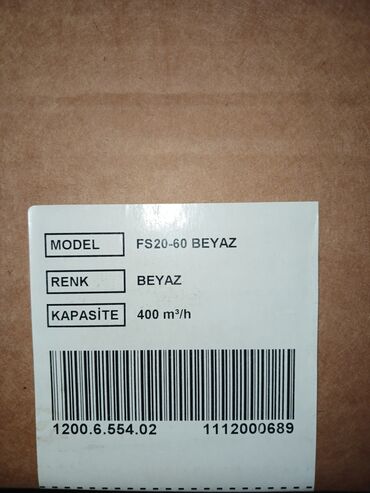 MODEL FS20-60 BEYAZ
RENK BEYAZ
KAPASİTE 400 m³/h
1200.6.554.02 1112000689